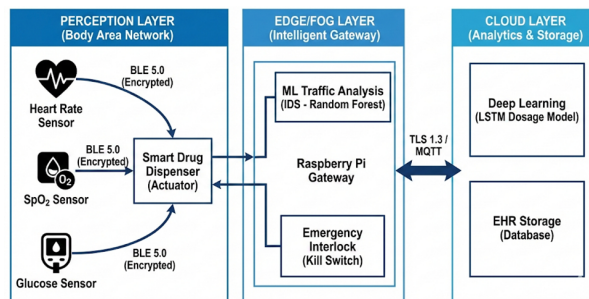 PERCEPTION LAYER
(Body Area Network)
Heart Rate
Sensor
BLE 5.0
(Encrypted)
BLE 5.0
(Encrypted)
O₂
SpO₂ Sensor
Smart Drug
Dispenser
(Actuator)
BLE 5.0
(Encrypted)
Glucose Sensor
EDGE/FOG LAYER
(Intelligent Gateway)
ML Traffic Analysis
(IDS - Random Forest)
Raspberry Pi
Gateway
Emergency
Interlock
(Kill Switch)
TLS 1.3 /
MQTT
CLOUD LAYER
(Analytics & Storage)
Deep Learning
(LSTM Dosage Model)
EHR Storage
(Database)